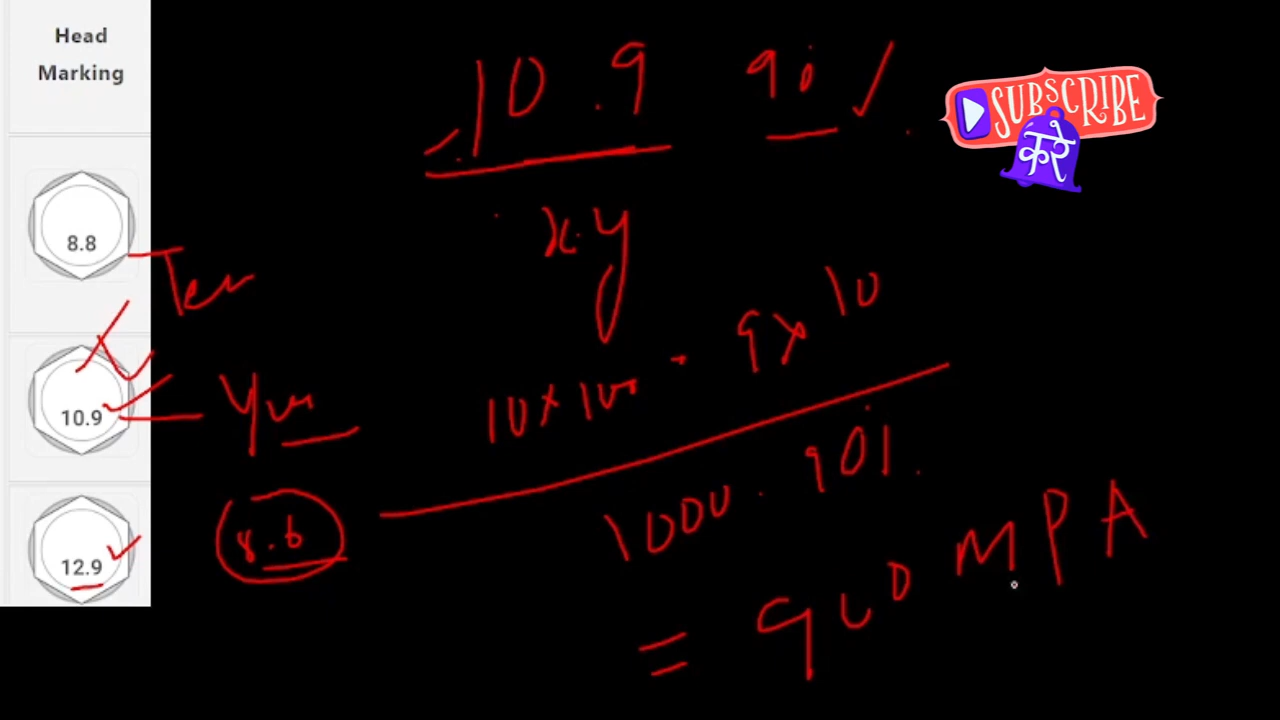 Head
Marking
10.9 90 ✓
SUBSCRIBE
करे
x.y
8.8
Ten
10 x 100 . 9 x 10
10.9
1000 . 90%.
8.6
12.9
= 900 MPA